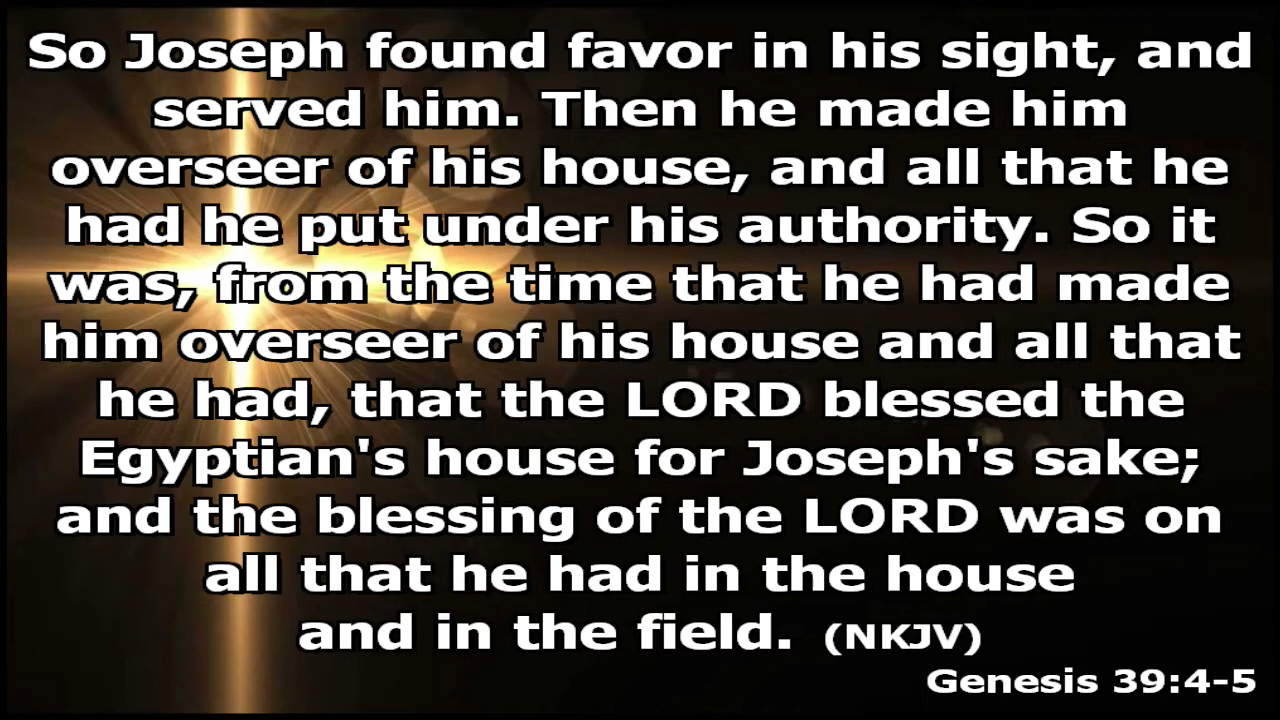 So Joseph found favor in his sight, and
served him. Then he made him
overseer of his house, and all that he
had he put under his authority. So it
was, from the time that he had made
him overseer of his house and all that
he had, that the LORD blessed the
Egyptian's house for Joseph's sake;
and the blessing of the LORD was on
all that he had in the house
and in the field. (NKJV)
Genesis 39:4-5